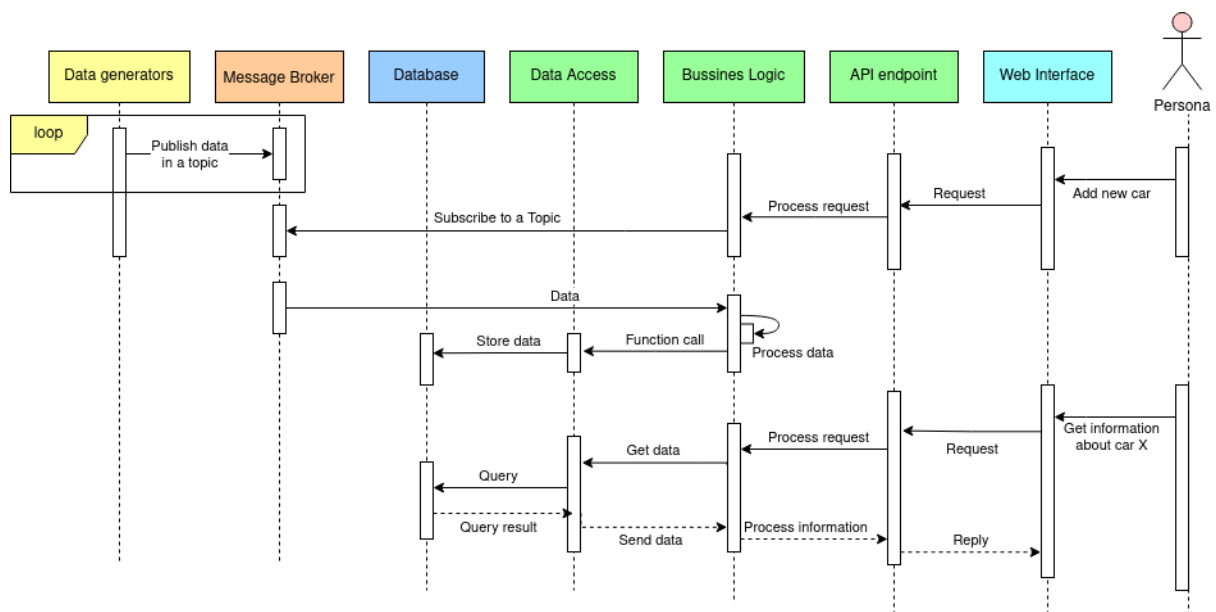 Data generators
Message Broker
Database
Data Access
Bussines Logic
API endpoint
Web Interface
Persona
loop
Publish data
in a topic
Add new car
Request
Process request
Subscribe to a Topic
Data
Process data
Function call
Store data
Get information
about car X
Request
Process request
Get data
Query
Query result
Send data
Process information
Reply